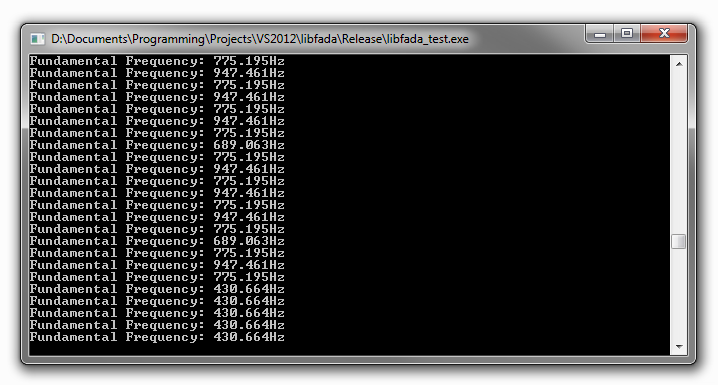 D:\Documents\Programming\Projects\VS2012\libfada\Release\libfada_test.exe
Fundamental Frequency: 775.195Hz
Fundamental Frequency: 947.461Hz
Fundamental Frequency: 775.195Hz
Fundamental Frequency: 947.461Hz
Fundamental Frequency: 775.195Hz
Fundamental Frequency: 947.461Hz
Fundamental Frequency: 775.195Hz
Fundamental Frequency: 689.063Hz
Fundamental Frequency: 775.195Hz
Fundamental Frequency: 947.461Hz
Fundamental Frequency: 775.195Hz
Fundamental Frequency: 947.461Hz
Fundamental Frequency: 775.195Hz
Fundamental Frequency: 947.461Hz
Fundamental Frequency: 775.195Hz
Fundamental Frequency: 689.063Hz
Fundamental Frequency: 775.195Hz
Fundamental Frequency: 947.461Hz
Fundamental Frequency: 775.195Hz
Fundamental Frequency: 430.664Hz
Fundamental Frequency: 430.664Hz
Fundamental Frequency: 430.664Hz
Fundamental Frequency: 430.664Hz
Fundamental Frequency: 430.664Hz